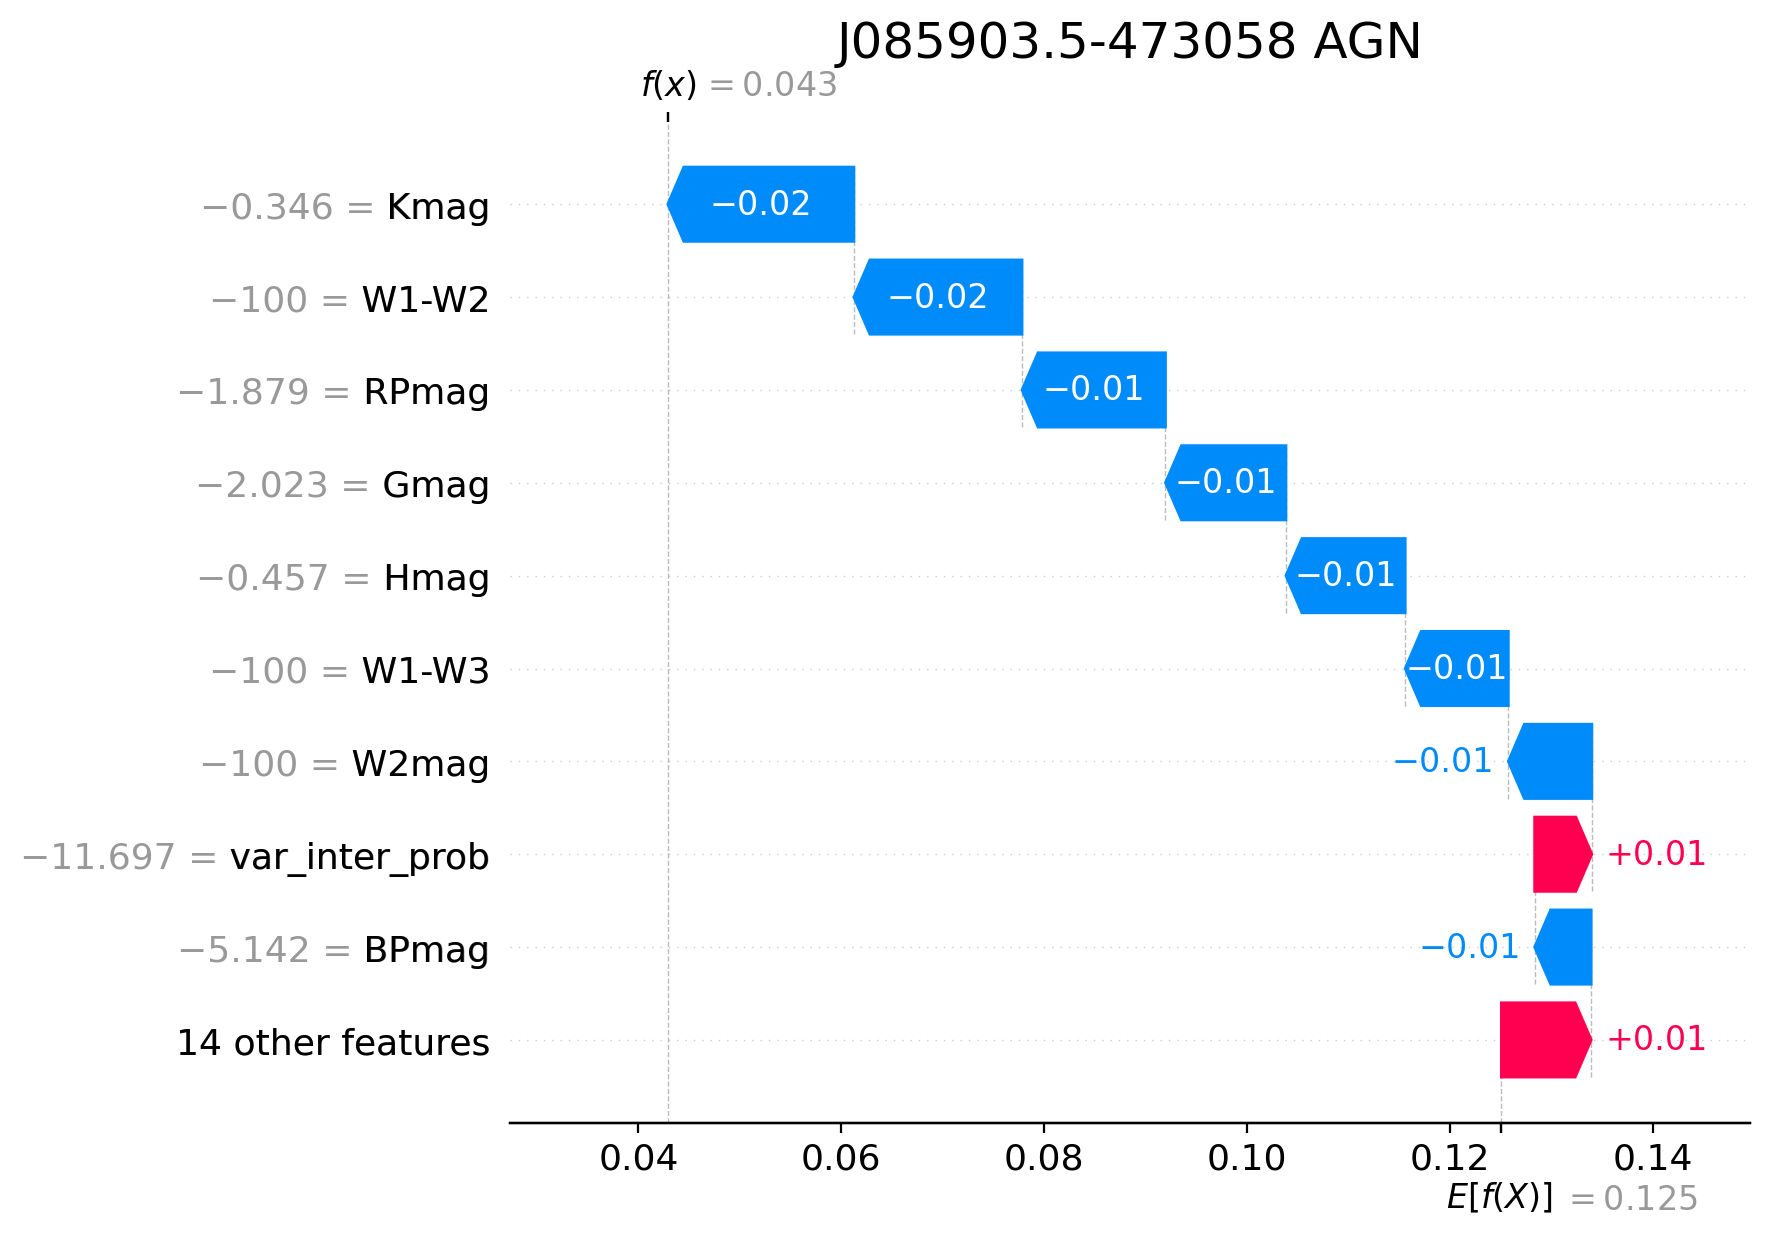 J085903.5-473058 AGN
f(x) = 0.043
−0.346 = Kmag −0.02
−100 = W1-W2 −0.02
−1.879 = RPmag −0.01
−2.023 = Gmag −0.01
−0.457 = Hmag −0.01
−100 = W1-W3 −0.01
−100 = W2mag −0.01
−11.697 = var_inter_prob +0.01
−5.142 = BPmag −0.01
14 other features +0.01
0.04 0.06 0.08 0.10 0.12 0.14
E[f(X)] = 0.125